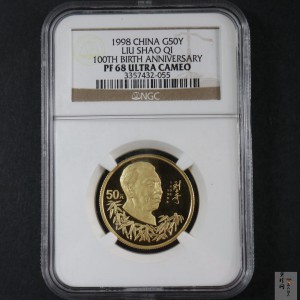 1998 CHINA G50Y
LIU SHAO QI
100TH BIRTH ANNIVERSARY
PF 68 ULTRA CAMEO
3357432-055
NGC
50元